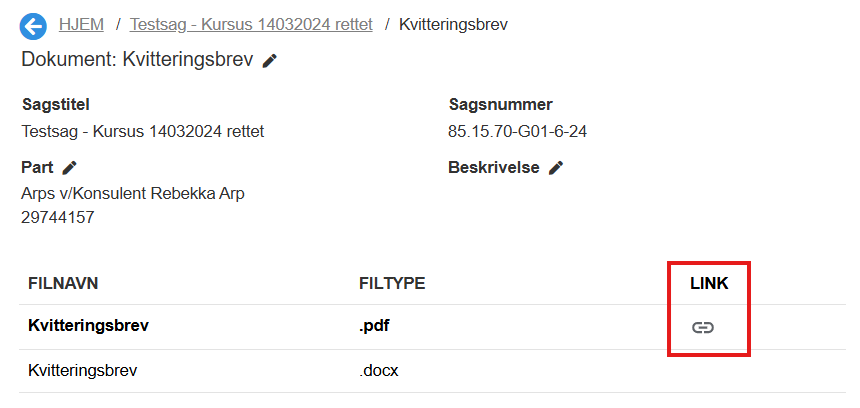 HJEM / Testsag - Kursus 14032024 rettet / Kvitteringsbrev
Dokument: Kvitteringsbrev
Sagstitel Sagsnummer
Testsag - Kursus 14032024 rettet 85.15.70-G01-6-24
Part Beskrivelse
Arps v/Konsulent Rebekka Arp
29744157
FILNAVN FILTYPE LINK
Kvitteringsbrev .pdf
Kvitteringsbrev .docx